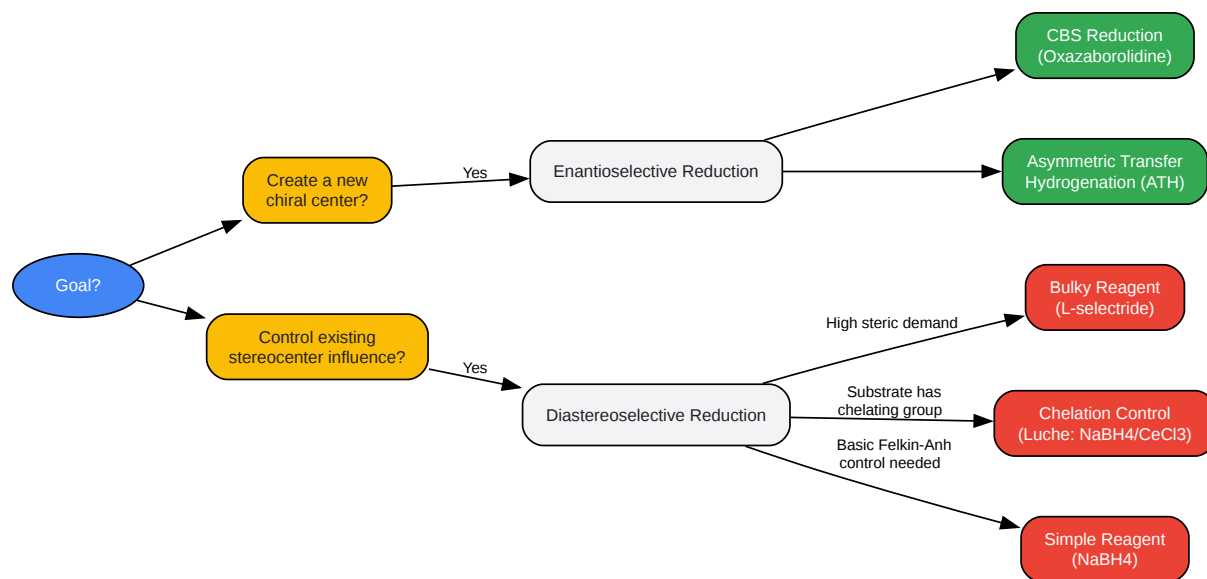 Goal?
Create a new
chiral center?
Yes
Enantioselective Reduction
CBS Reduction
(Oxazaborolidine)
Asymmetric Transfer
Hydrogenation (ATH)
Control existing
stereocenter influence?
Yes
Diastereoselective Reduction
High steric demand
Bulky Reagent
(L-selectride)
Substrate has
chelating group
Chelation Control
(Luche: NaBH4/CeCl3)
Basic Felkin-Anh
control needed
Simple Reagent
(NaBH4)